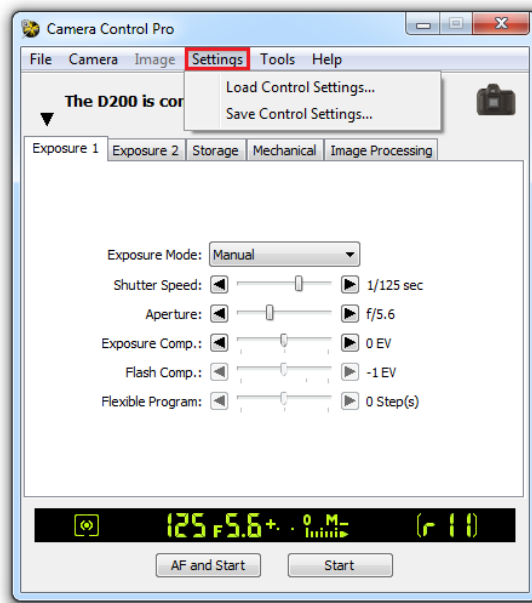 Camera Control Pro
File Camera Image Settings Tools Help
Load Control Settings...
Save Control Settings...
The D200 is cor
Exposure 1 Exposure 2 Storage Mechanical Image Processing
Exposure Mode: Manual
Shutter Speed: 1/125 sec
Aperture: f/5.6
Exposure Comp.: 0 EV
Flash Comp.: -1 EV
Flexible Program: 0 Step(s)
125 F5.6 +. . 0 M- (r 11)
AF and Start Start